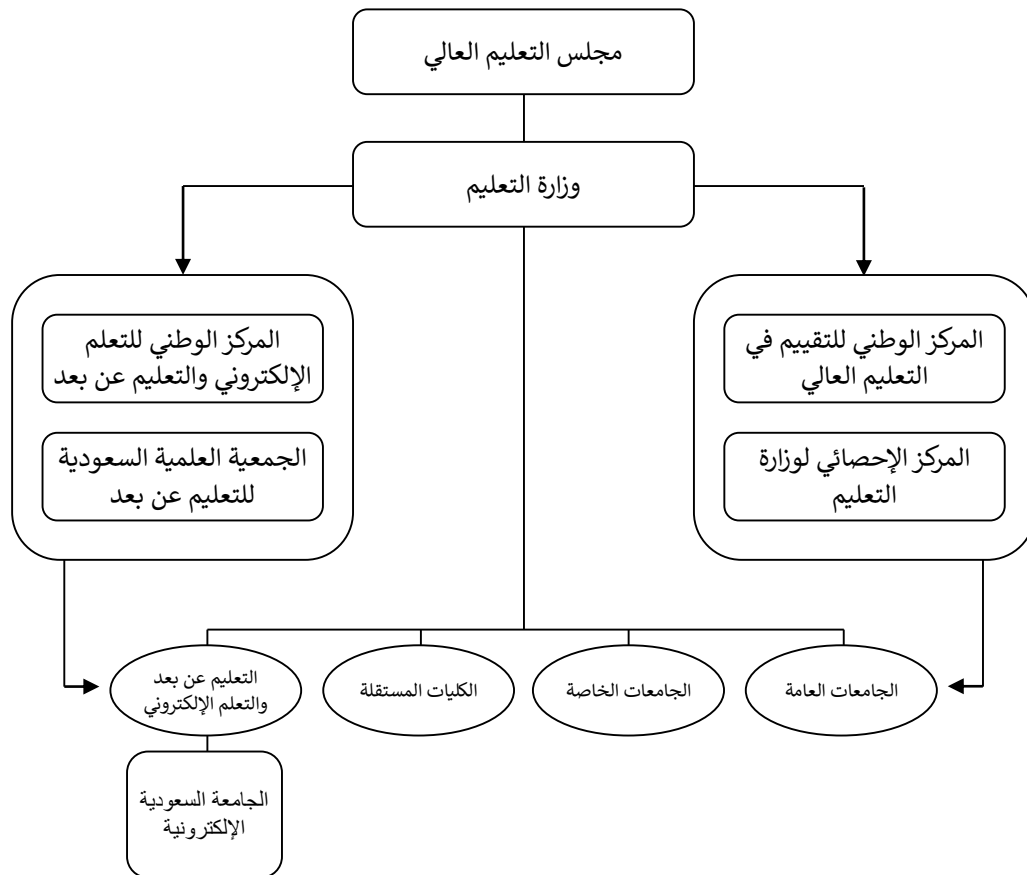 مجلس التعليم العالي
وزارة التعليم
المركز الوطني للتقييم في
التعليم العالي
المركز الإحصائي لوزارة
التعليم
المركز الوطني للتعلم
الإلكتروني والتعليم عن بعد
الجمعية العلمية السعودية
للتعليم عن بعد
الجامعات العامة
الجامعات الخاصة
الكليات المستقلة
التعليم عن بعد
والتعلم الإلكتروني
الجامعة السعودية
الإلكترونية